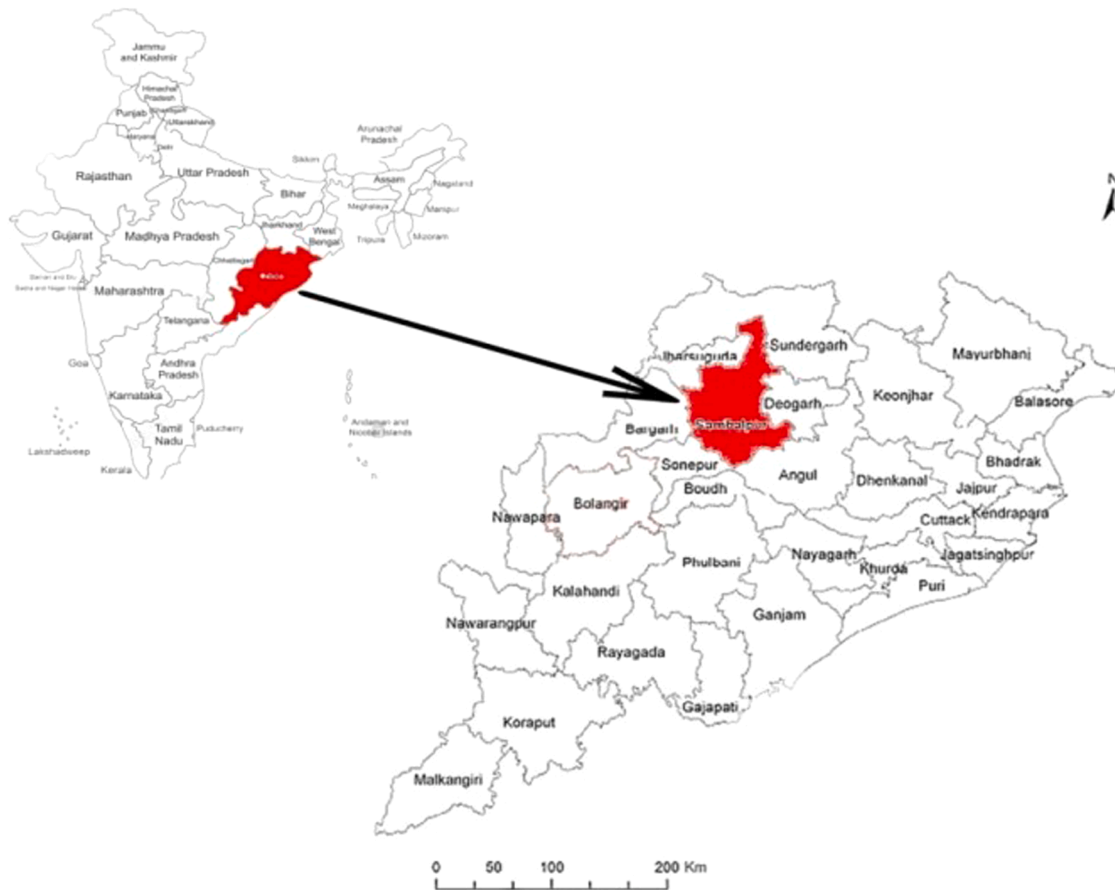 Jammu
and Kashmir
Himachal
Pradesh
Punjab
Uttarakhand
Haryana
Delhi
Arunachal
Pradesh
Rajasthan
Uttar Pradesh
Sikkim
Assam
Nagaland
Bihar
Meghalaya
Manipur
Gujarat
Madhya Pradesh
Jharkhand
West
Bengal
Tripura
Mizoram
Chhattisgarh
Maharashtra
Telangana
Goa
Andhra
Pradesh
Karnataka
Tamil
Nadu
Puducherry
Andaman and
Nicobar Islands
Lakshadweep
Kerala
N
Jharsuguda
Sundergarh
Mayurbhanj
Keonjhar
Deogarh
Balasore
Sambalpur
Bargarh
Sonepur
Angul
Dhenkanal
Bhadrak
Boudh
Jajpur
Bolangir
Nawapara
Cuttack
Kendrapara
Nayagarh
Jagatsinghpur
Phulbani
Khurda
Puri
Kalahandi
Ganjam
Nawarangpur
Rayagada
Gajapati
Koraput
Malkangiri
0 50 100 200 Km